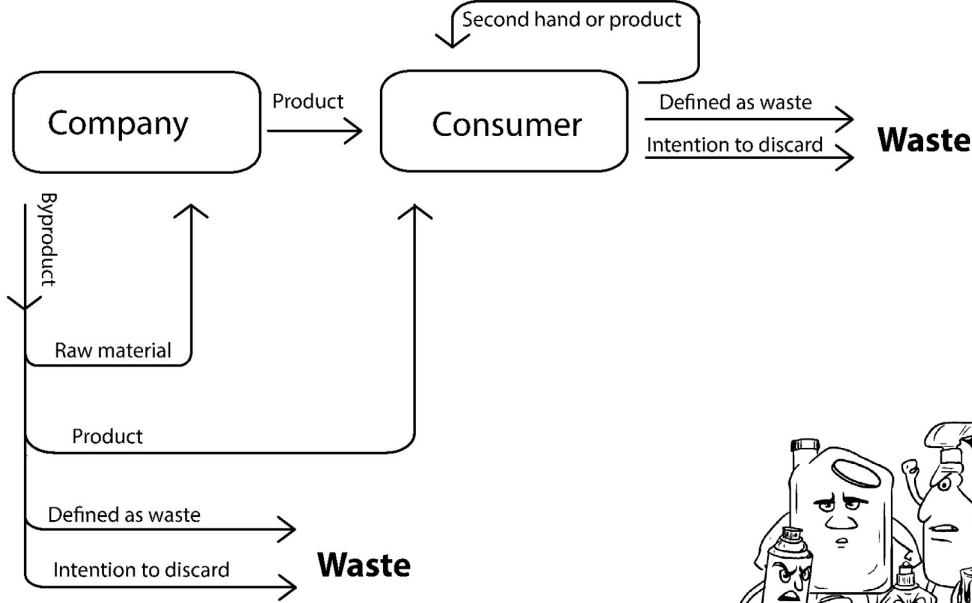 Second hand or product
Company
Product
Consumer
Defined as waste
Intention to discard
Waste
Byproduct
Raw material
Product
Defined as waste
Intention to discard
Waste